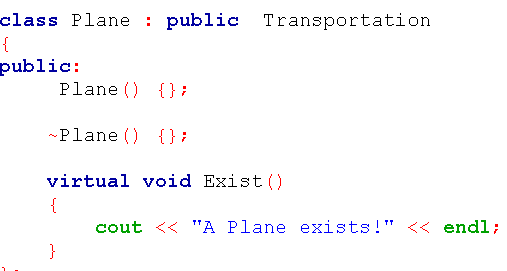 class Plane : public  Transportation
{
public:
     Plane() {};
    ~Plane() {};
    virtual void Exist()
    {
        cout << "A Plane exists!" << endl;
    }
};